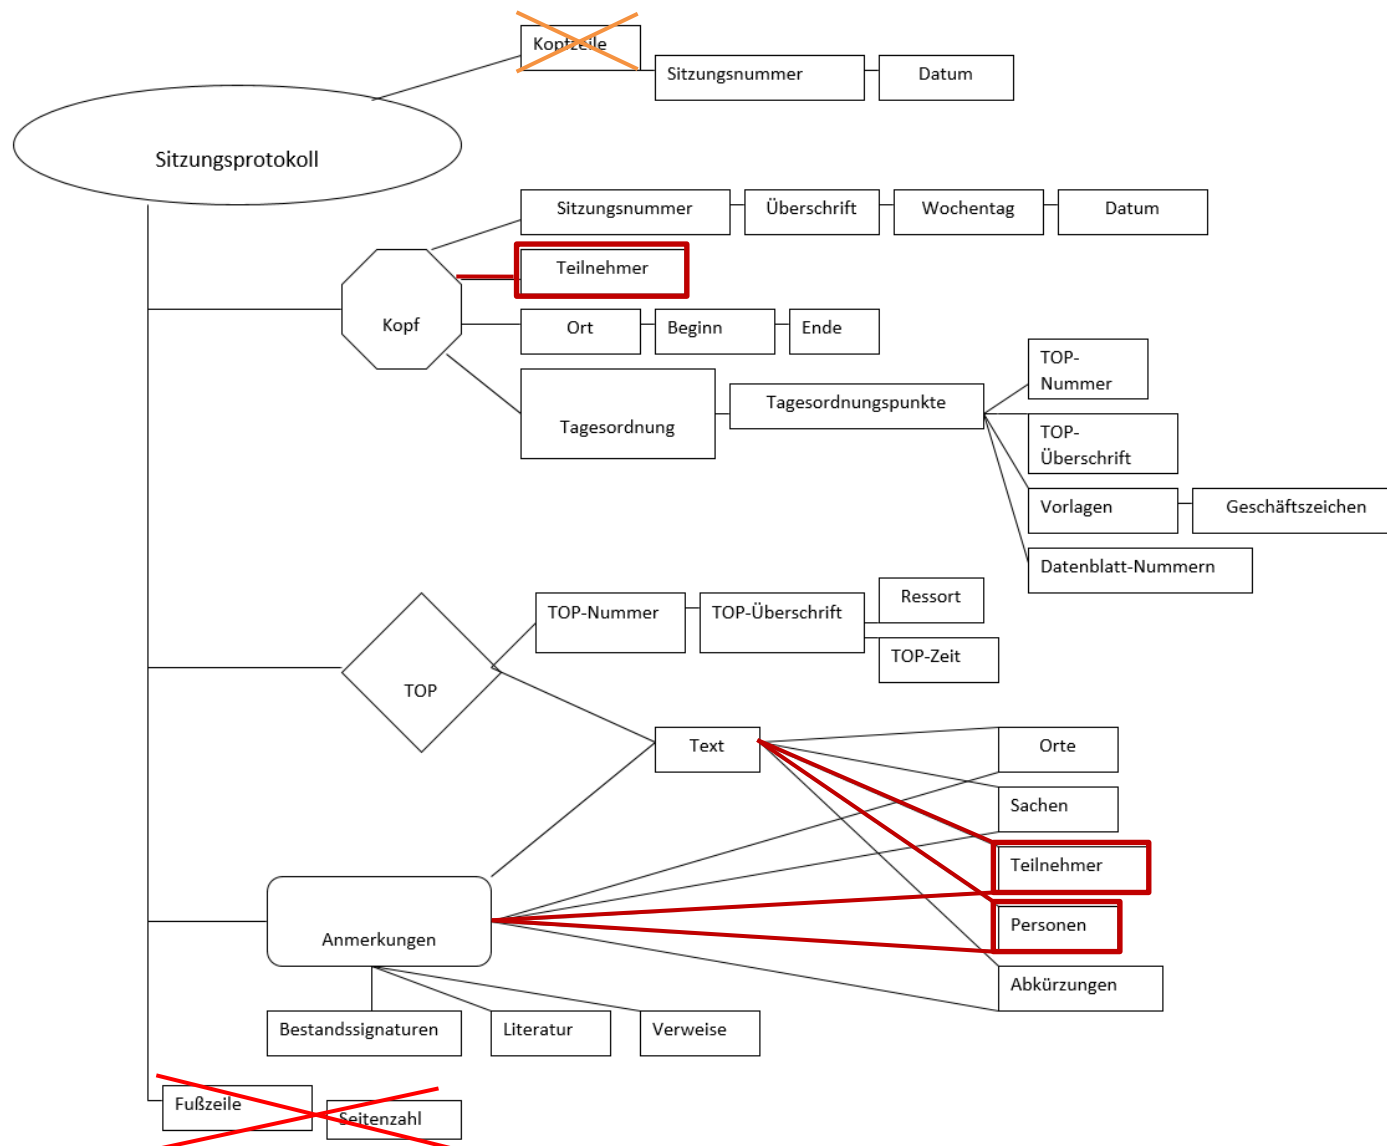 Kopfzeile
Sitzungsnummer
Datum
Sitzungsprotokoll
Sitzungsnummer
Überschrift
Wochentag
Datum
Teilnehmer
Kopf
Ort
Beginn
Ende
Tagesordnung
Tagesordnungspunkte
TOP-
Nummer
TOP-
Überschrift
Vorlagen
Geschäftszeichen
Datenblatt-Nummern
TOP
TOP-Nummer
TOP-Überschrift
Ressort
TOP-Zeit
Text
Orte
Sachen
Teilnehmer
Personen
Abkürzungen
Anmerkungen
Bestandssignaturen
Literatur
Verweise
Fußzeile
Seitenzahl